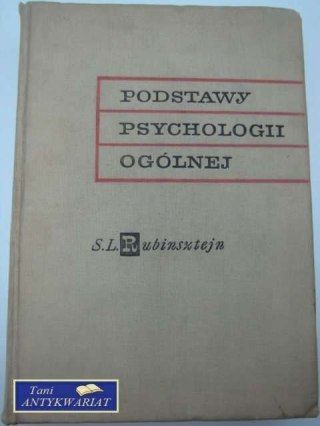 PODSTAWY
PSYCHOLOGII
OGÓLNEJ
S.L. Rubinsztejn
Tani
ANTYKWARIAT